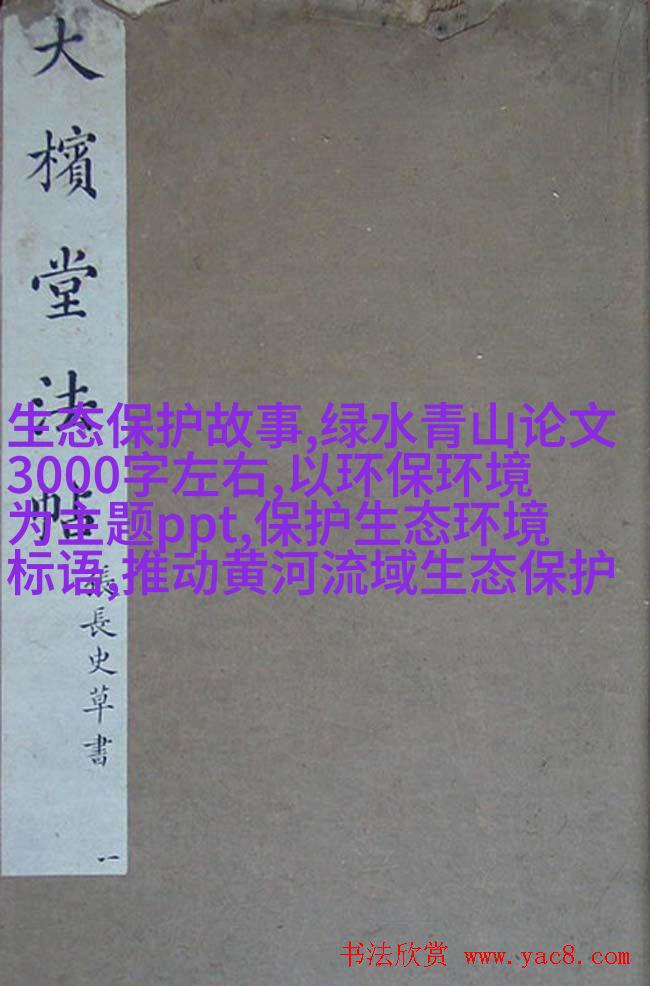 大檳堂法帖
張長史草書
一
生态保护故事,绿水青山论文
3000字左右,以环保环境
为主题ppt,保护生态环境
标语,推动黄河流域生态保护
书法欣赏 www.yac8.com